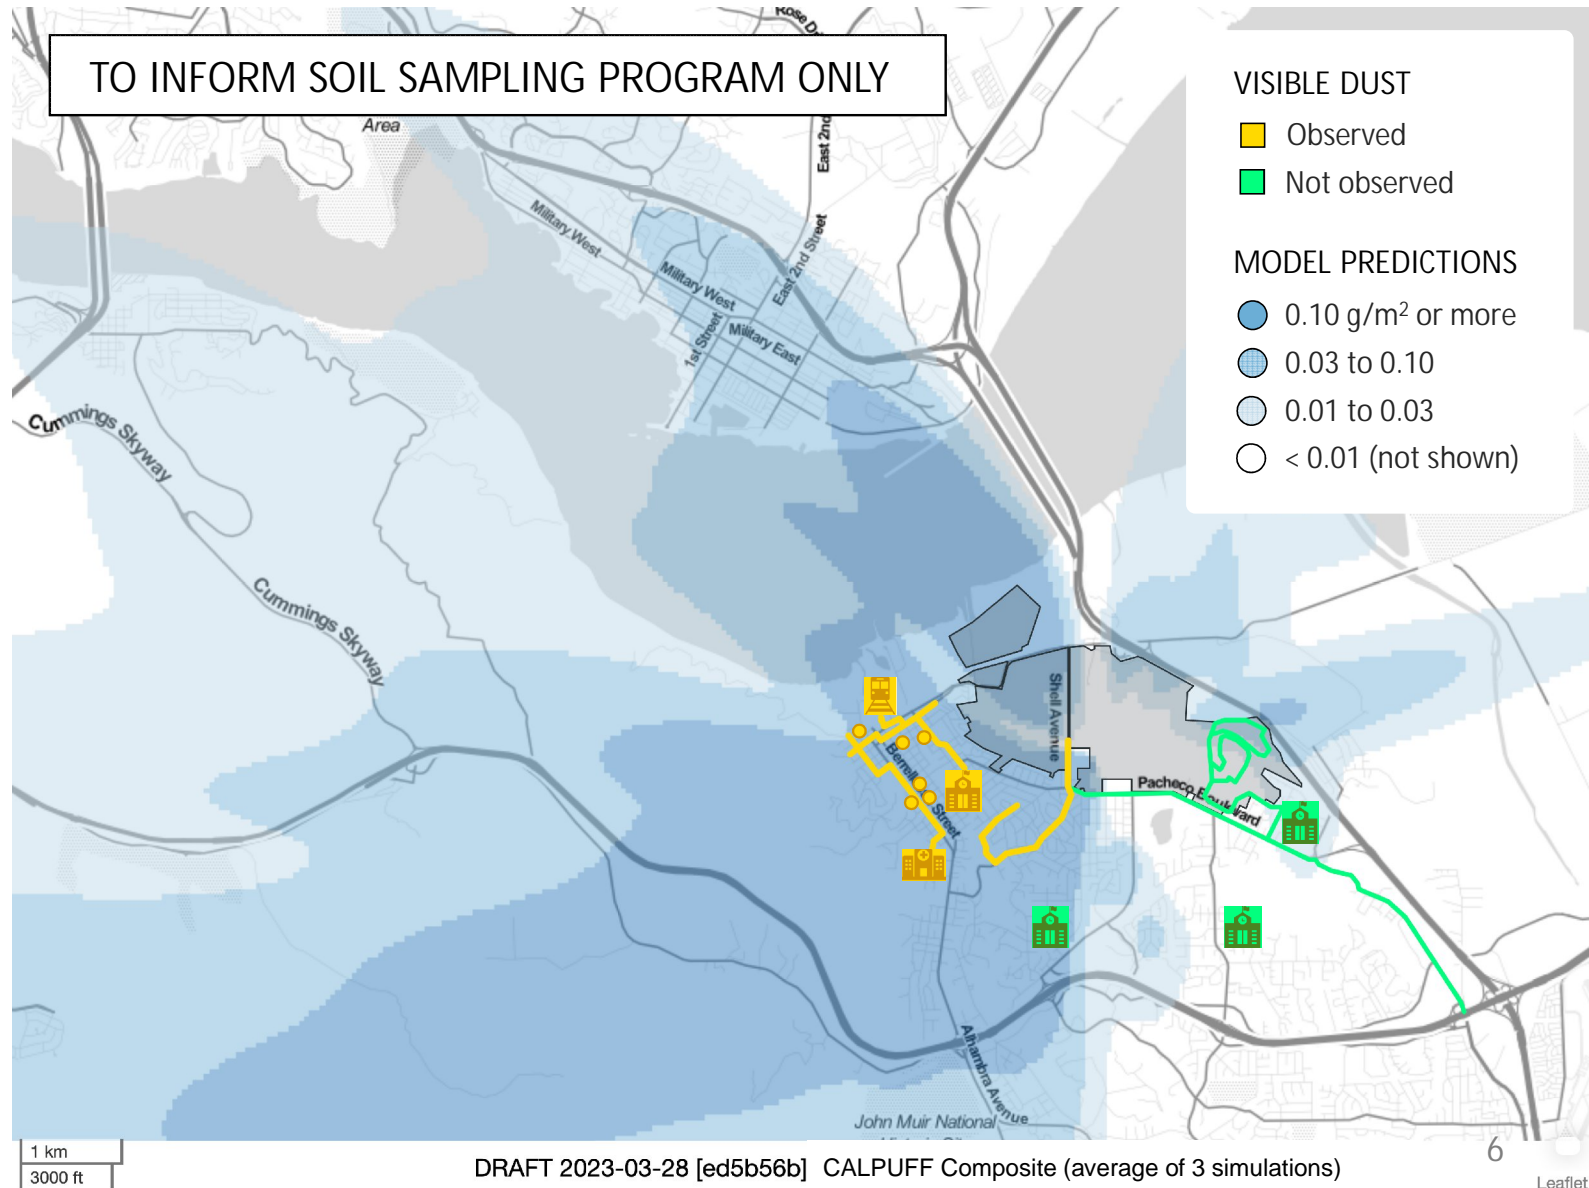 Rose Dr
TO INFORM SOIL SAMPLING PROGRAM ONLY
Area
East 2nd
VISIBLE DUST
Observed
Not observed
MODEL PREDICTIONS
0.10 g/m² or more
0.03 to 0.10
0.01 to 0.03
< 0.01 (not shown)
Military West
East 2nd Street
Military West
1st Street
Military East
Cummings Skyway
Cummings Skyway
Shell Avenue
Berrellesa Street
Pacheco Boulevard
Alhambra Avenue
John Muir National
1 km
3000 ft
DRAFT 2023-03-28 [ed5b56b] CALPUFF Composite (average of 3 simulations)
6
Leaflet